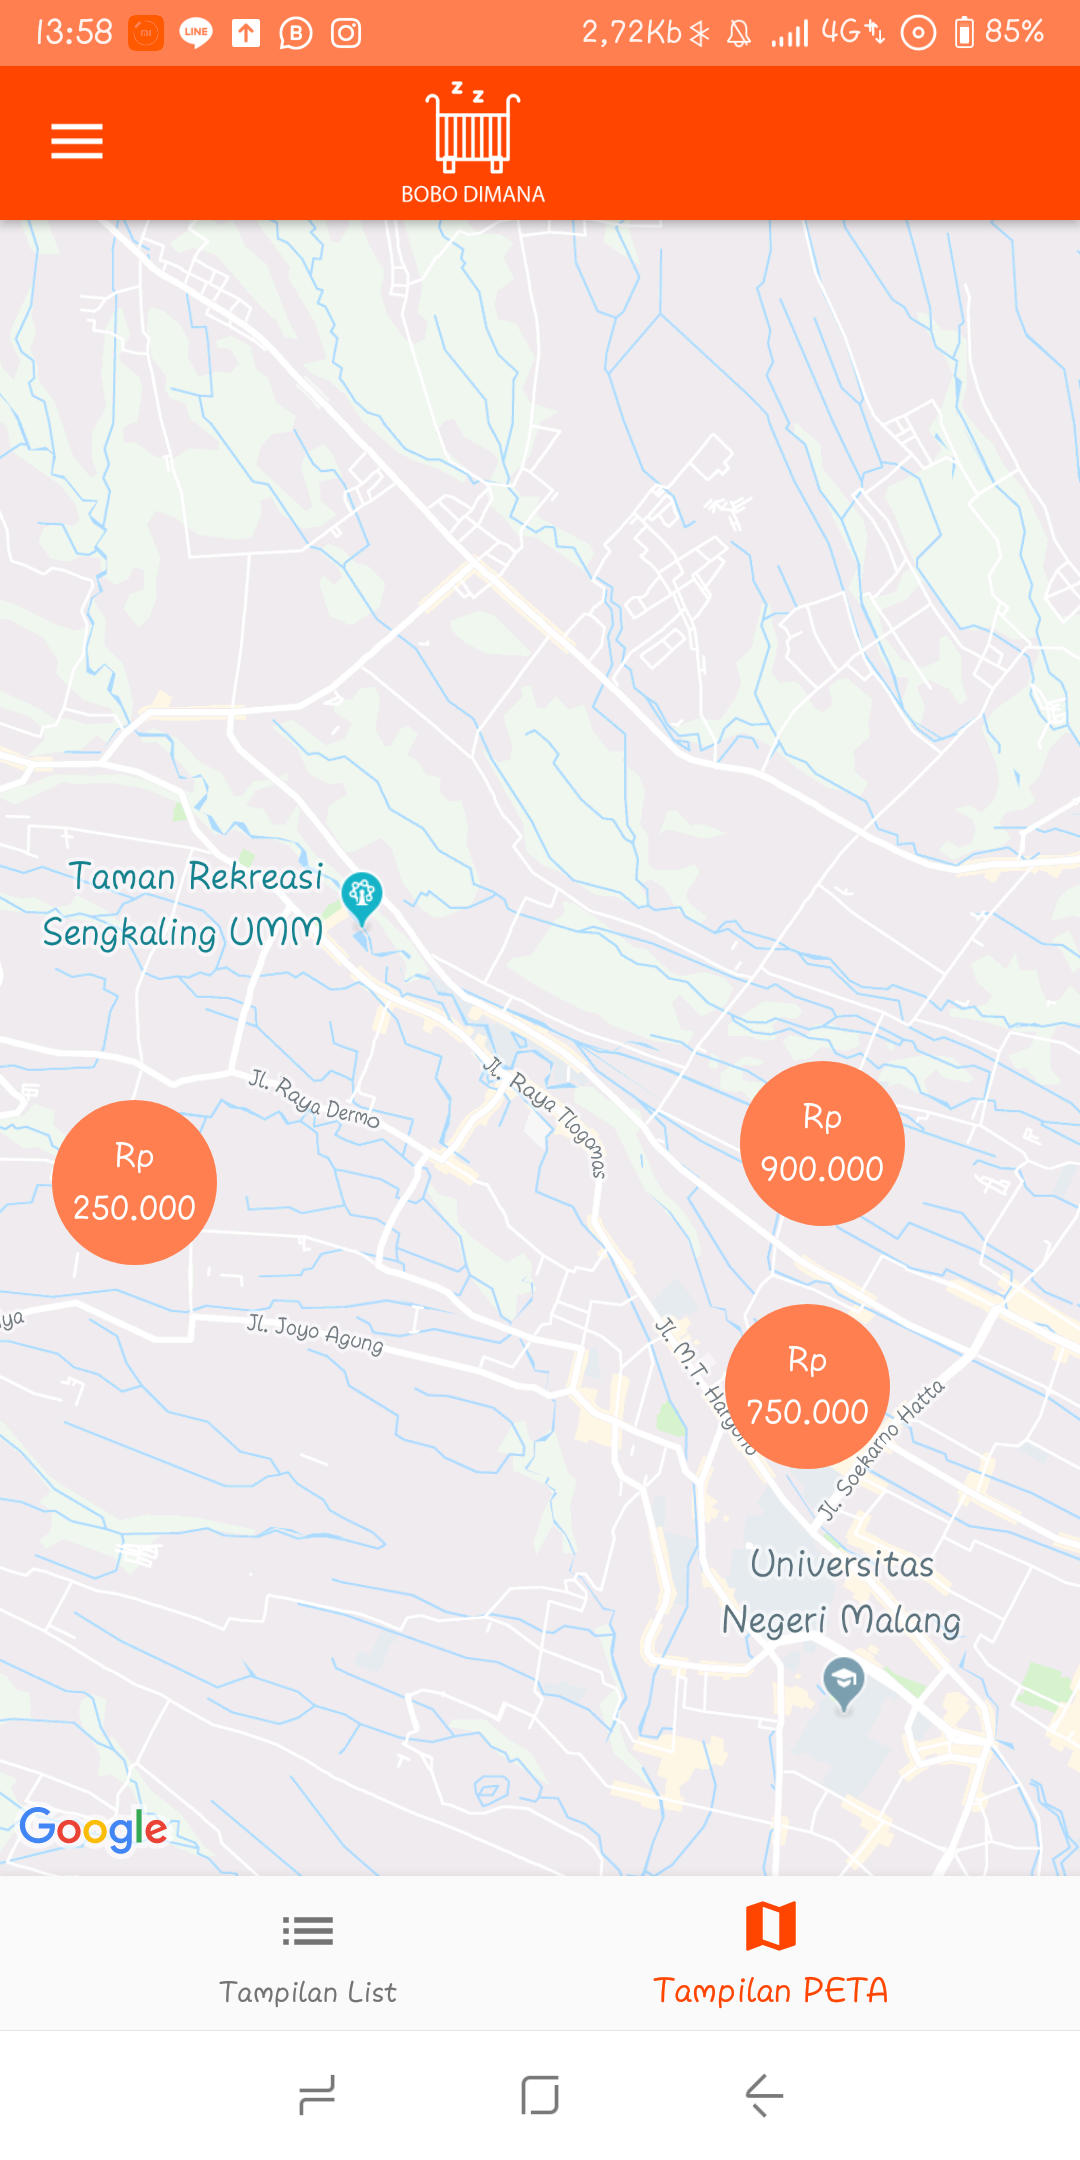 13:58
LINE
B
2,72Kb
4G
85%
z z
BOBO DIMANA
Taman Rekreasi
Sengkaling UMM
Jl. Raya Dermo
Jl. Raya Tlogomas
Rp
250.000
Rp
900.000
Jl. Joyo Agung
Jl. M.T. Haryono
Rp
750.000
Jl. Soekarno Hatta
Universitas
Negeri Malang
Google
Tampilan List
Tampilan PETA